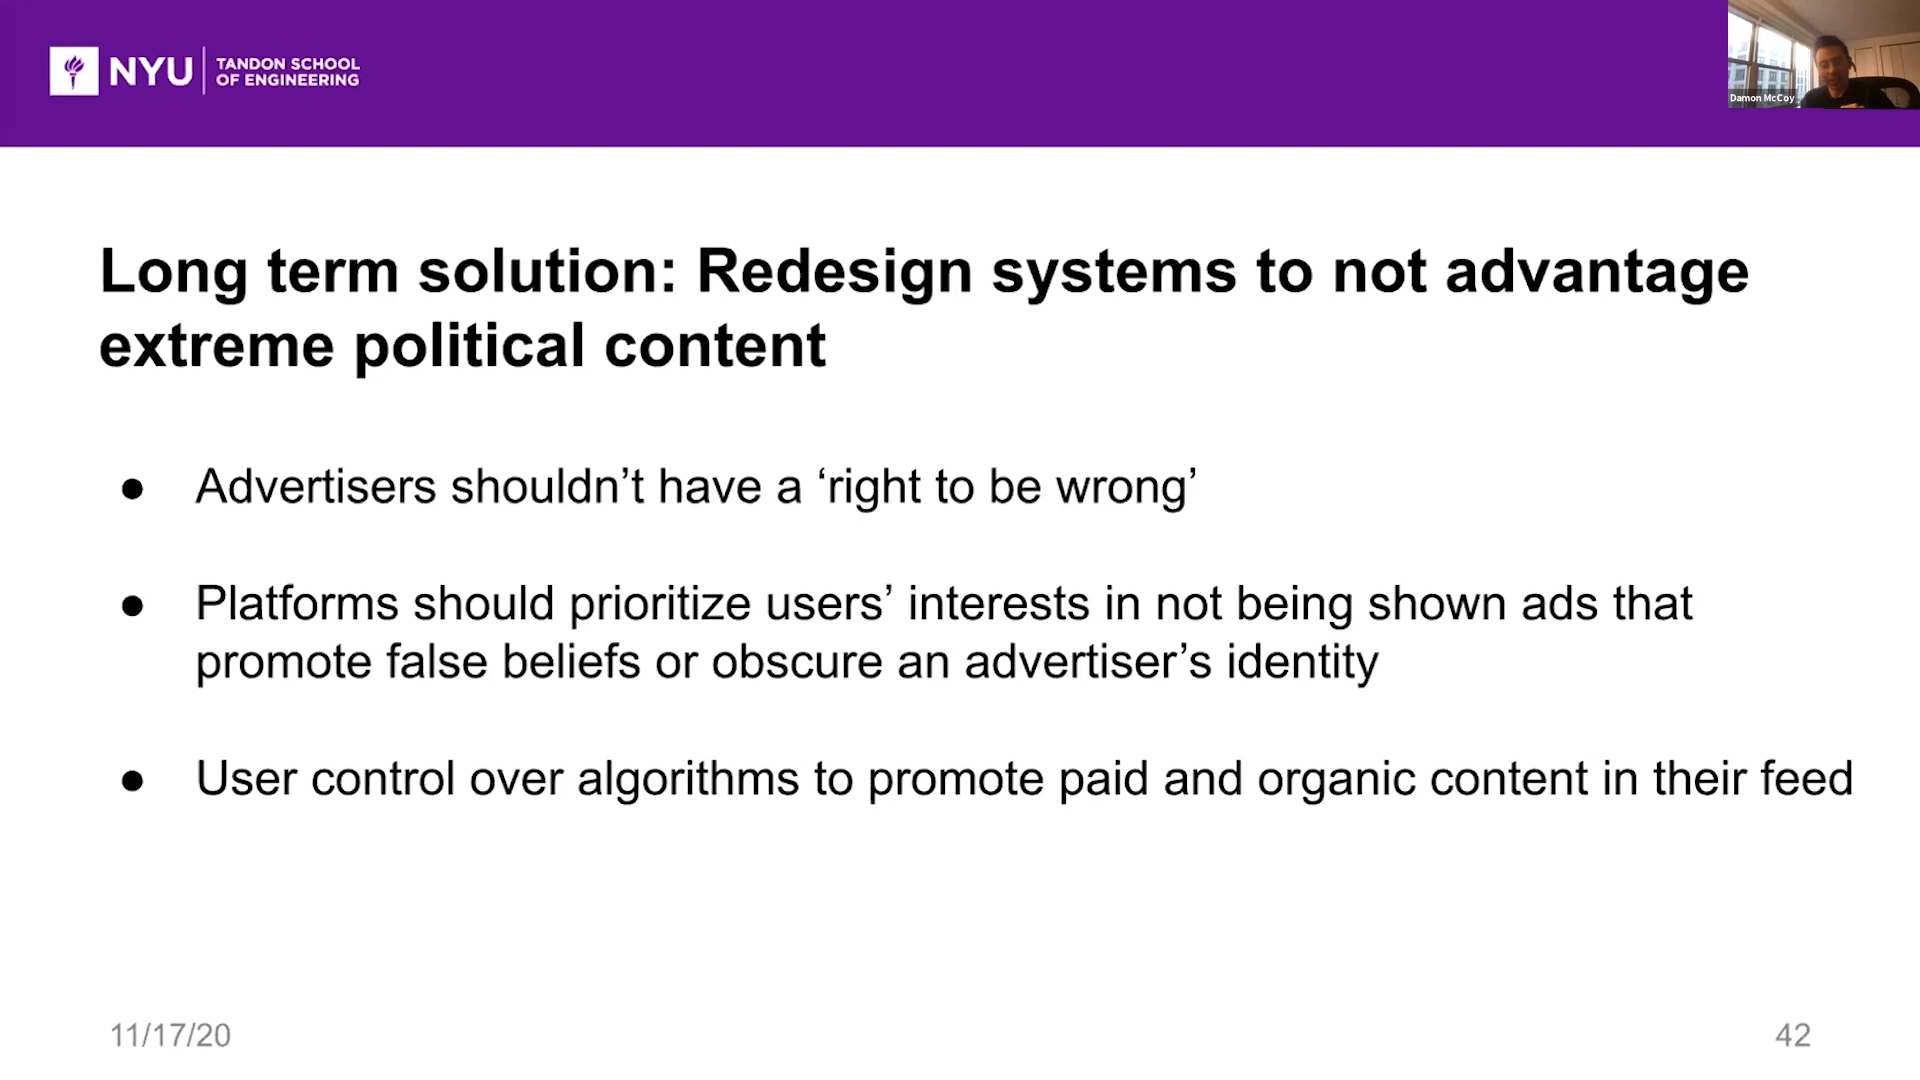 NYU
TANDON SCHOOL
OF ENGINEERING
Damon McCoy
Long term solution: Redesign systems to not advantage
extreme political content
● Advertisers shouldn’t have a ‘right to be wrong’
● Platforms should prioritize users’ interests in not being shown ads that
promote false beliefs or obscure an advertiser’s identity
● User control over algorithms to promote paid and organic content in their feed
11/17/20
42